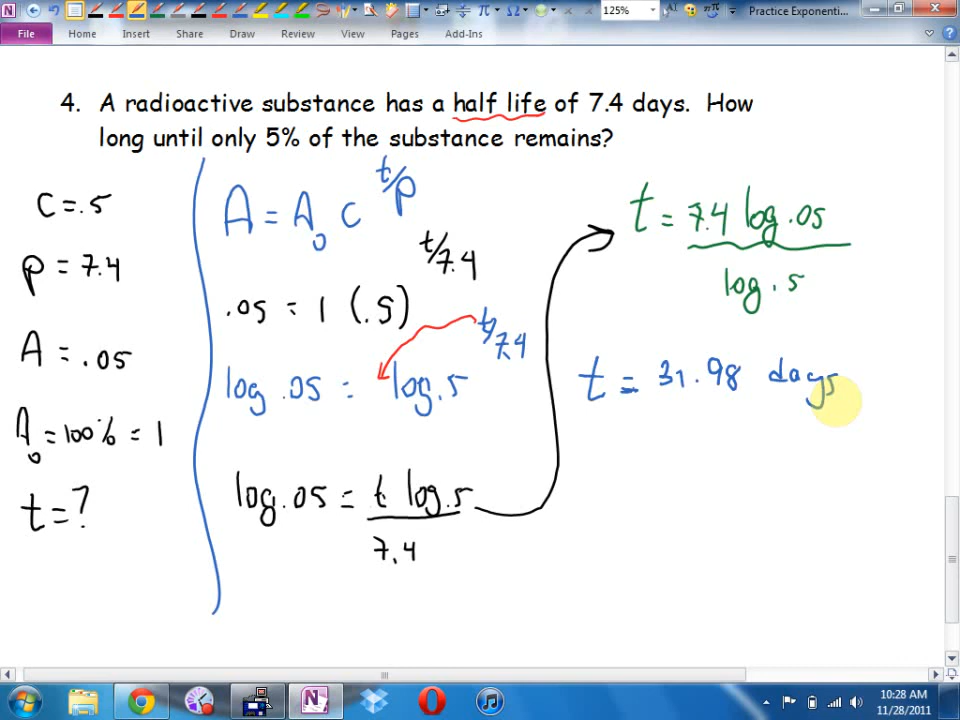 125%
Practice Exponenti...
File Home Insert Share Draw Review View Pages Add-Ins
4. A radioactive substance has a half life of 7.4 days. How
long until only 5% of the substance remains?
c = .5
p = 7.4
A = .05
A₀ = 100% = 1
t = ?
A = A₀ c^(t/p)
.05 = 1 (.5)^(t/7.4)
log .05 = log .5^(t/7.4)
log .05 = t log .5
7.4
t = 7.4 log .05
log .5
t = 31.98 days
10:28 AM
11/28/2011